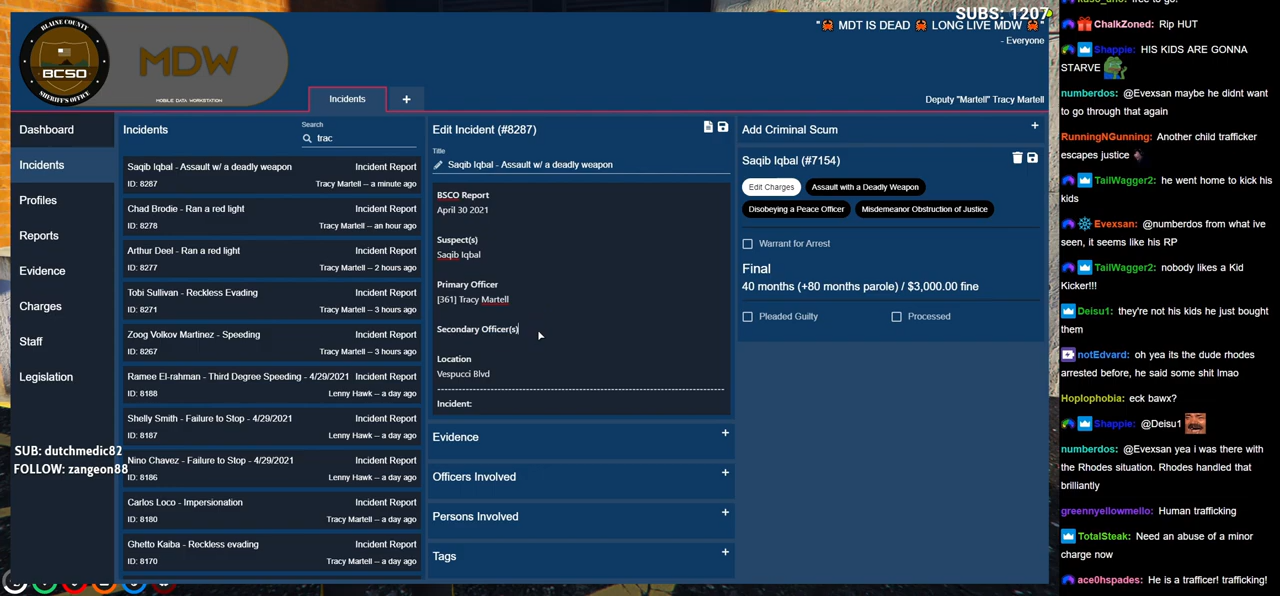 SUBS: 1207
BLAINE COUNTY
BCSO
SHERIFF'S OFFICE
MDW
MOBILE DATA WORKSTATION
" 🦀 MDT IS DEAD 🦀 LONG LIVE MDW 🦀 "
- Everyone
Incidents
+
Deputy "Martell" Tracy Martell
Dashboard
Incidents
Profiles
Reports
Evidence
Charges
Staff
Legislation
SUB: dutchmedic82
FOLLOW: zangeon88
Incidents
Search
trac
Saqib Iqbal - Assault w/ a deadly weapon Incident Report
ID: 8287 Tracy Martell -- a minute ago
Chad Brodie - Ran a red light Incident Report
ID: 8278 Tracy Martell -- an hour ago
Arthur Deel - Ran a red light Incident Report
ID: 8277 Tracy Martell -- 2 hours ago
Tobi Sullivan - Reckless Evading Incident Report
ID: 8271 Tracy Martell -- 3 hours ago
Zoog Volkov Martinez - Speeding Incident Report
ID: 8267 Tracy Martell -- 3 hours ago
Ramee El-rahman - Third Degree Speeding - 4/29/2021 Incident Report
ID: 8188 Lenny Hawk -- a day ago
Shelly Smith - Failure to Stop - 4/29/2021 Incident Report
ID: 8187 Lenny Hawk -- a day ago
Nino Chavez - Failure to Stop - 4/29/2021 Incident Report
ID: 8186 Lenny Hawk -- a day ago
Carlos Loco - Impersonation Incident Report
ID: 8180 Tracy Martell -- a day ago
Ghetto Kaiba - Reckless evading Incident Report
ID: 8170 Tracy Martell -- a day ago
Edit Incident (#8287)
Title
Saqib Iqbal - Assault w/ a deadly weapon
BSCO Report
April 30 2021
Suspect(s)
Saqib Iqbal
Primary Officer
[361] Tracy Martell
Secondary Officer(s)
Location
Vespucci Blvd
--------------------------------------------------------------------------------
Incident:
Evidence +
Officers Involved +
Persons Involved +
Tags +
Add Criminal Scum +
Saqib Iqbal (#7154)
Edit Charges Assault with a Deadly Weapon
Disobeying a Peace Officer Misdemeanor Obstruction of Justice
Warrant for Arrest
Final
40 months (+80 months parole) / $3,000.00 fine
Pleaded Guilty Processed
ChalkZoned: Rip HUT
Shappie: HIS KIDS ARE GONNA
STARVE
numberdos: @Evexsan maybe he didnt want
to go through that again
RunningNGunning: Another child trafficker
escapes justice
TailWagger2: he went home to kick his
kids
Evexsan: @numberdos from what ive
seen, it seems like his RP
TailWagger2: nobody likes a Kid
Kicker!!!
Deisu1: they're not his kids he just bought
them
notEdvard: oh yea its the dude rhodes
arrested before, he said some shit lmao
Hoplophobia: eck bawx?
Shappie: @Deisu1
numberdos: @Evexsan yea i was there with
the Rhodes situation. Rhodes handled that
brilliantly
greennyellowmello: Human trafficking
TotalSteak: Need an abuse of a minor
charge now
ace0hspades: He is a trafficer! trafficking!